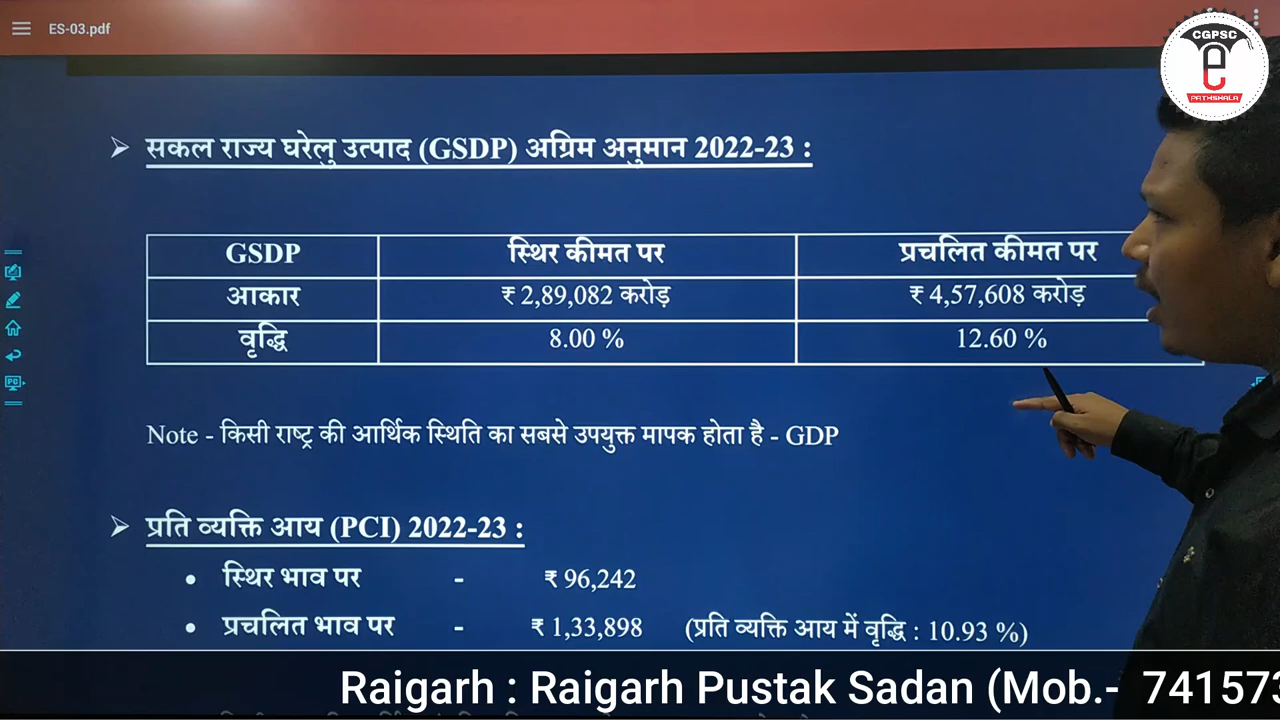 ES-03.pdf
CGPSC
e
PATHSHALA
➢ सकल राज्य घरेलु उत्पाद (GSDP) अग्रिम अनुमान 2022-23 :
GSDP स्थिर कीमत पर प्रचलित कीमत पर
आकार ₹ 2,89,082 करोड़ ₹ 4,57,608 करोड़
वृद्धि 8.00 % 12.60 %
Note - किसी राष्ट्र की आर्थिक स्थिति का सबसे उपयुक्त मापक होता है - GDP
➢ प्रति व्यक्ति आय (PCI) 2022-23 :
• स्थिर भाव पर - ₹ 96,242
• प्रचलित भाव पर - ₹ 1,33,898 (प्रति व्यक्ति आय में वृद्धि : 10.93 %)
Raigarh : Raigarh Pustak Sadan (Mob.- 74157